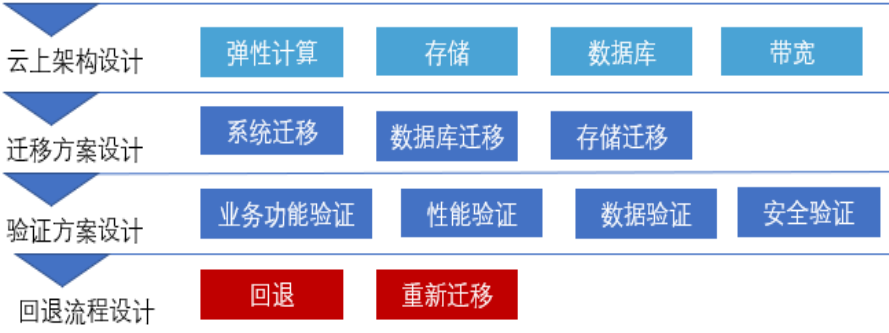 云上架构设计 弹性计算 存储 数据库 带宽
迁移方案设计 系统迁移 数据库迁移 存储迁移
验证方案设计 业务功能验证 性能验证 数据验证 安全验证
回退流程设计 回退 重新迁移